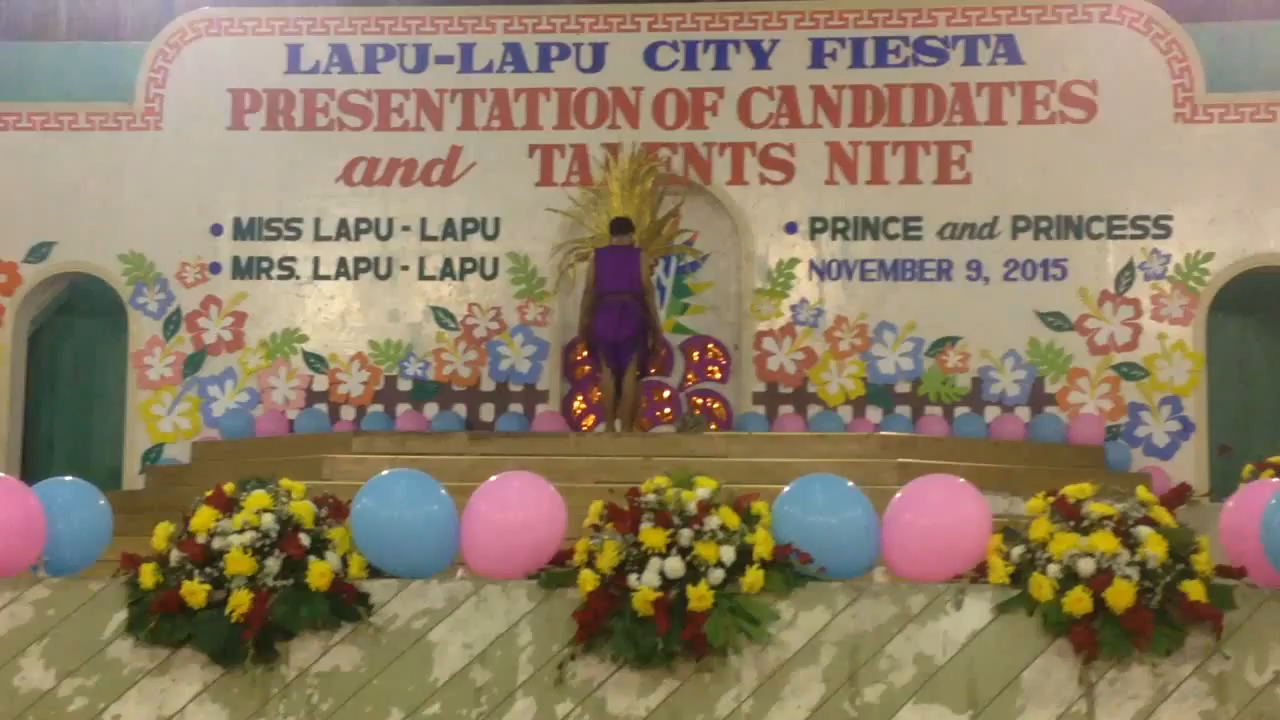 LAPU-LAPU CITY FIESTA
PRESENTATION OF CANDIDATES
and TALENTS NITE
• MISS LAPU - LAPU
• MRS. LAPU - LAPU
• PRINCE and PRINCESS
NOVEMBER 9, 2015